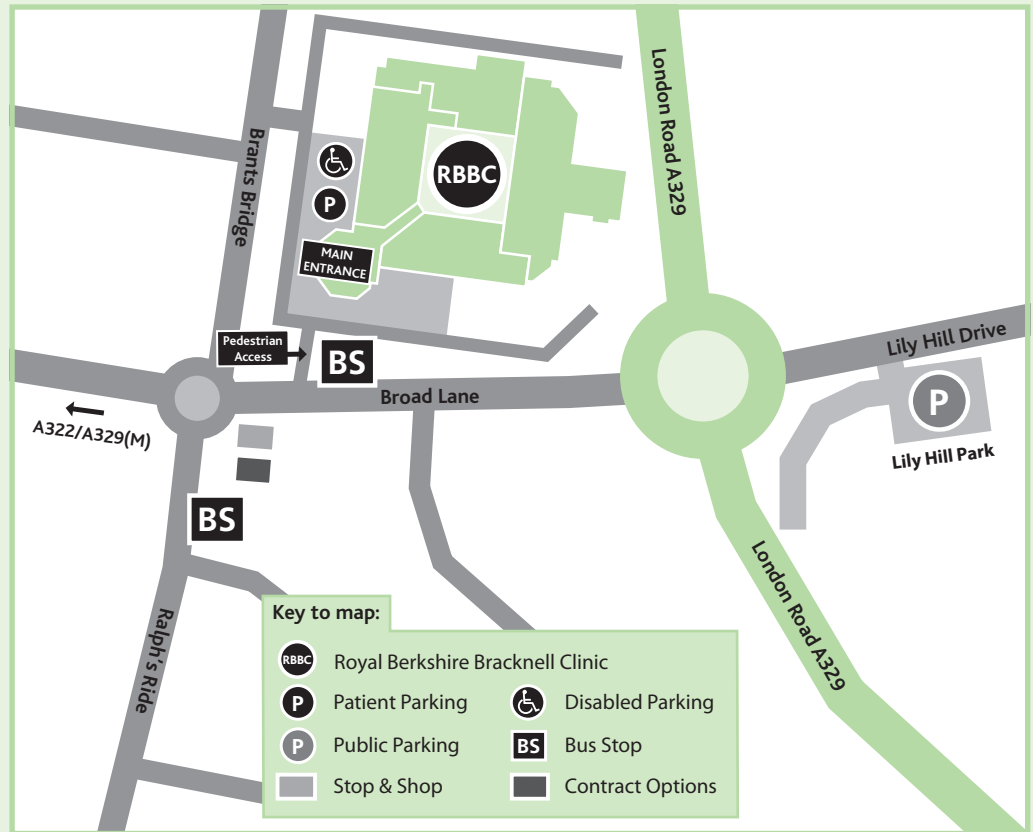 London Road A329
Brants Bridge
RBBC
P
MAIN
ENTRANCE
Pedestrian
Access
BS
Broad Lane
Lily Hill Drive
P
Lily Hill Park
A322/A329(M)
BS
London Road A329
Ralph's Ride
Key to map:
RBBC Royal Berkshire Bracknell Clinic
P Patient Parking
Disabled Parking
P Public Parking
BS Bus Stop
Stop & Shop
Contract Options